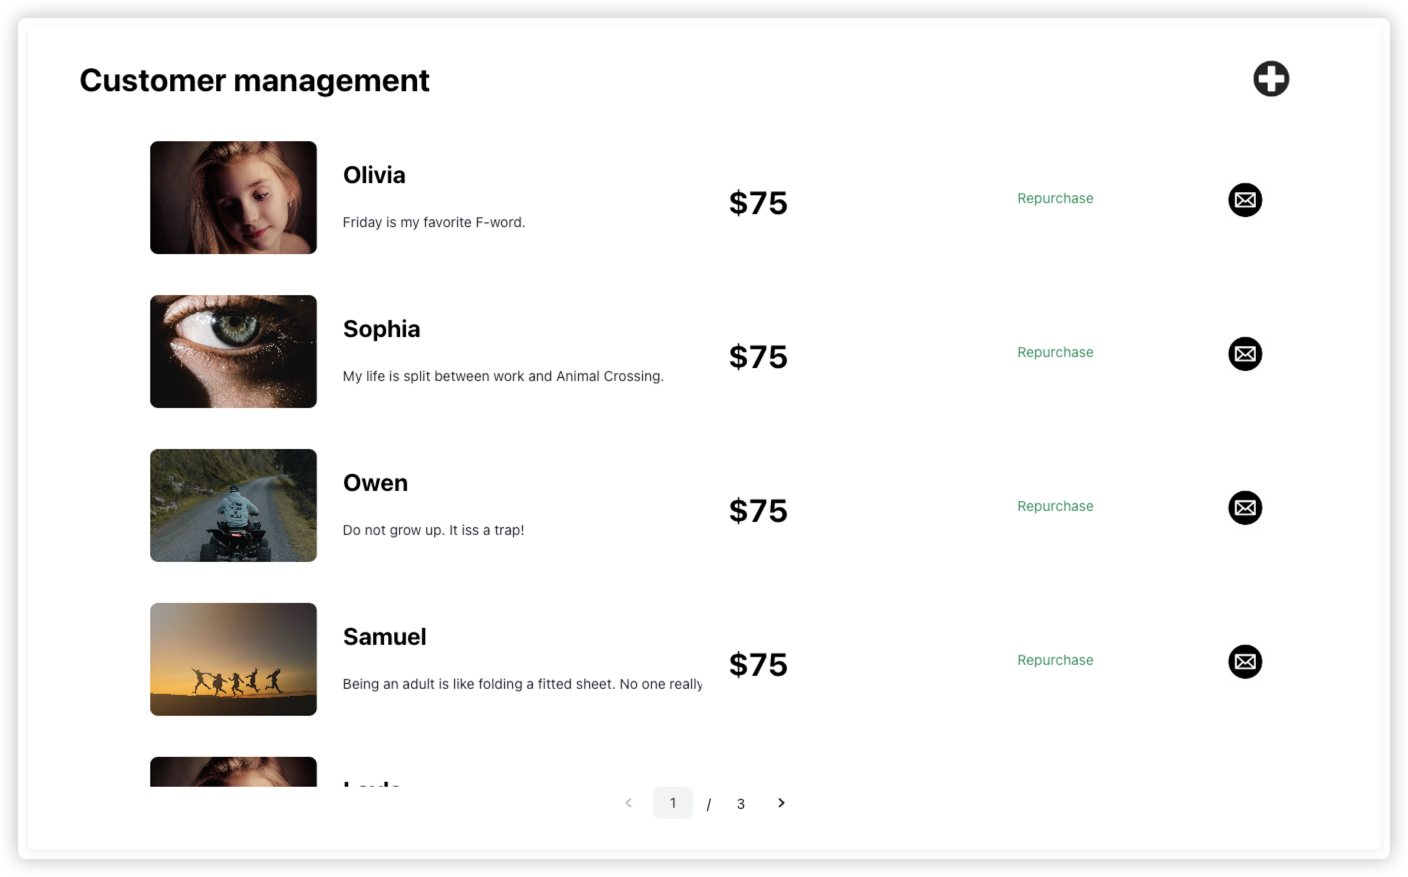 Customer management
Olivia
Friday is my favorite F-word.
$75
Repurchase
Sophia
My life is split between work and Animal Crossing.
$75
Repurchase
Owen
Do not grow up. It iss a trap!
$75
Repurchase
Samuel
Being an adult is like folding a fitted sheet. No one really
$75
Repurchase
1 / 3